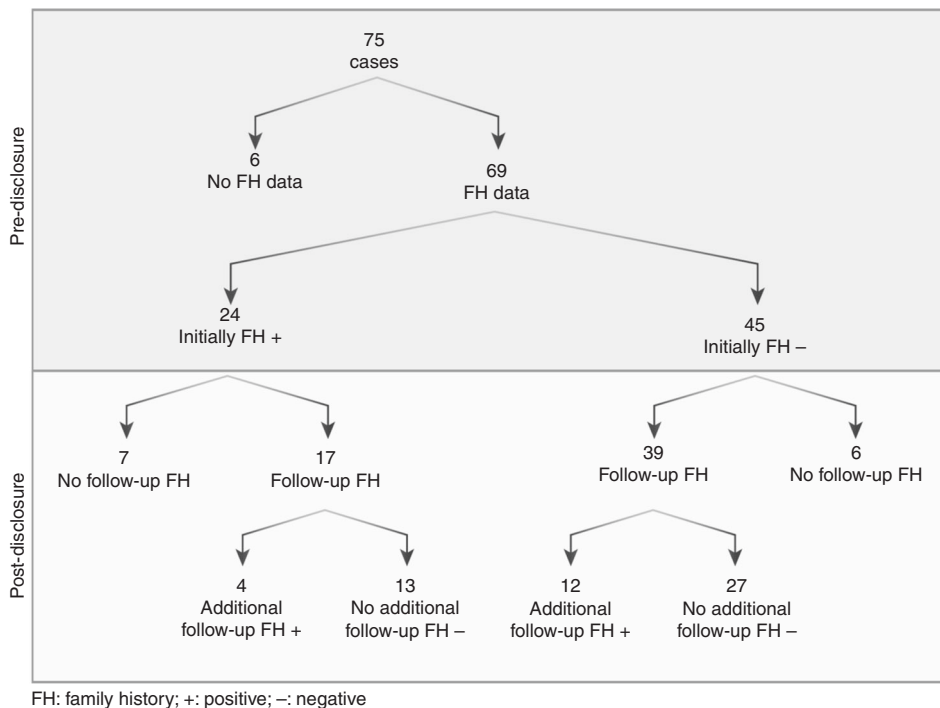 Pre-disclosure
75
cases
6
No FH data
69
FH data
24
Initially FH +
45
Initially FH –
Post-disclosure
7
No follow-up FH
17
Follow-up FH
39
Follow-up FH
6
No follow-up FH
4
Additional
follow-up FH +
13
No additional
follow-up FH –
12
Additional
follow-up FH +
27
No additional
follow-up FH –
FH: family history; +: positive; –: negative